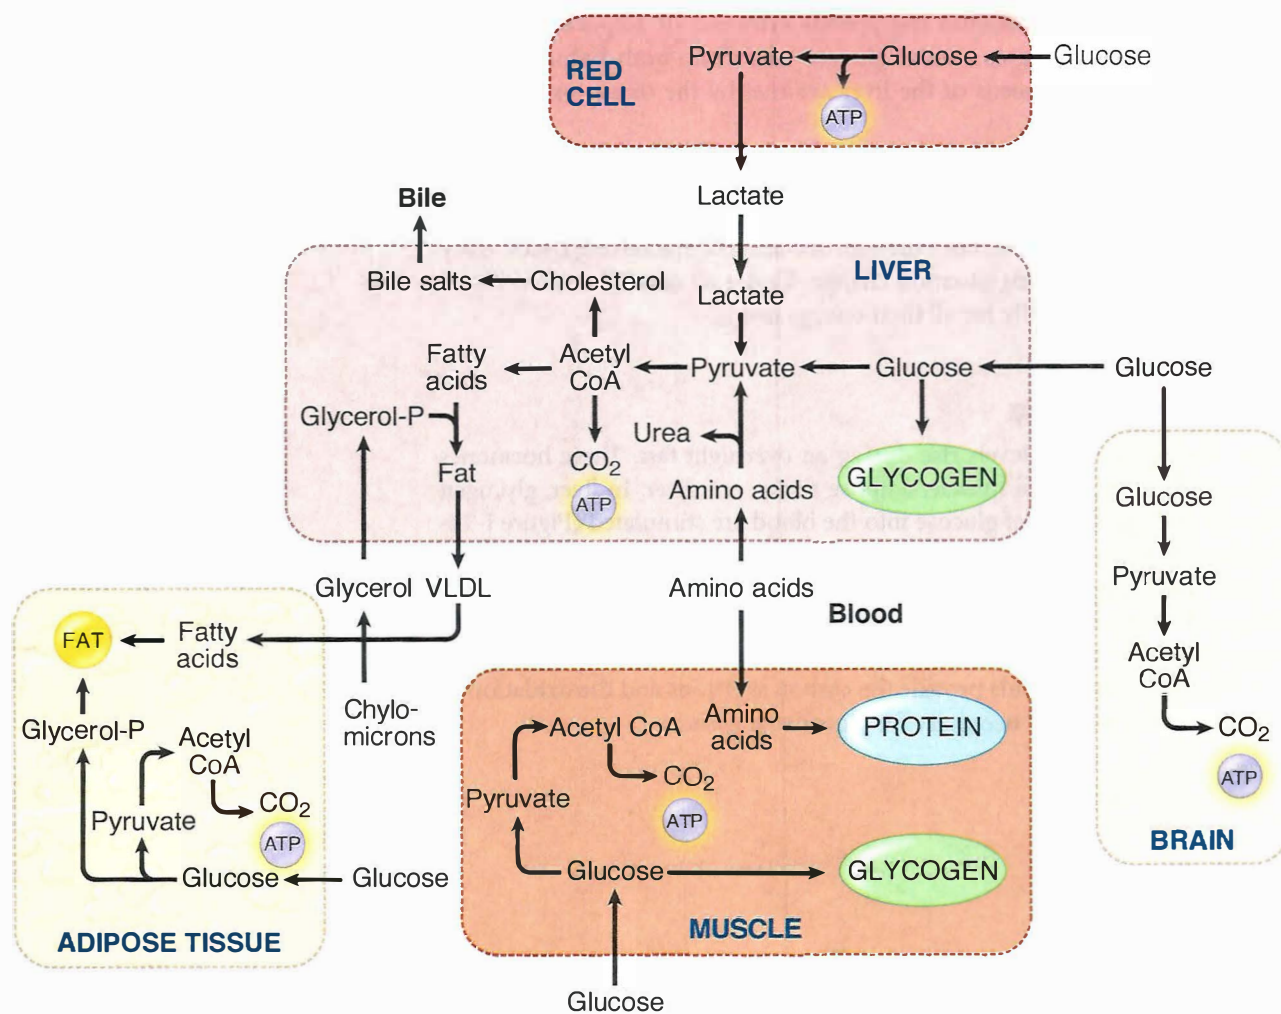 RED
CELL
Pyruvate
Glucose
Glucose
ATP
Lactate
Bile
LIVER
Bile salts
Cholesterol
Lactate
Fatty
acids
Acetyl
CoA
Pyruvate
Glucose
Glucose
Glycerol-P
Urea
Fat
CO2
ATP
Amino acids
GLYCOGEN
Glycerol
VLDL
Amino acids
Blood
Glucose
Pyruvate
Acetyl
CoA
CO2
ATP
BRAIN
FAT
Fatty
acids
Glycerol-P
Acetyl
CoA
Chylo-
microns
Pyruvate
CO2
ATP
Glucose
Glucose
ADIPOSE TISSUE
Acetyl CoA
Amino
acids
PROTEIN
CO2
Pyruvate
ATP
Glucose
GLYCOGEN
MUSCLE
Glucose